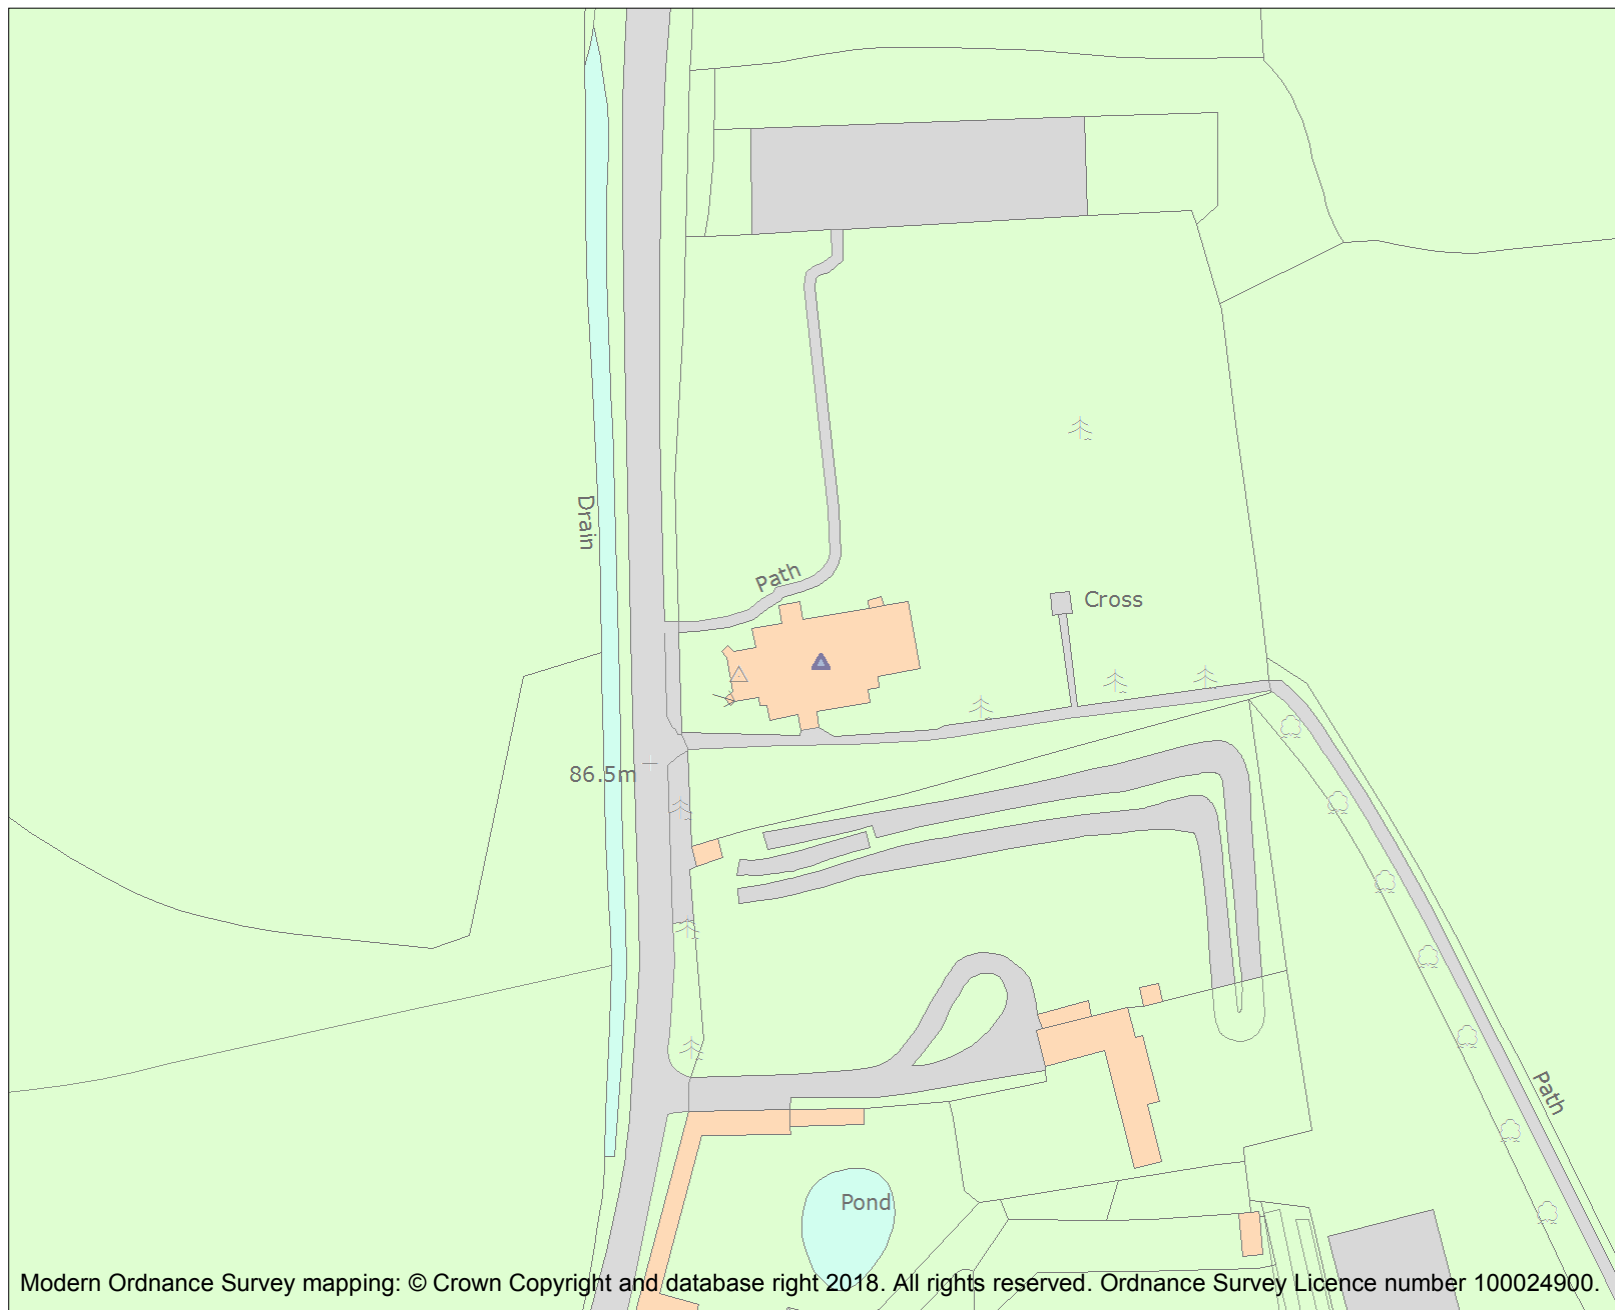 Drain
Path
Cross
86.5m
Path
Pond
Modern Ordnance Survey mapping: © Crown Copyright and database right 2018. All rights reserved. Ordnance Survey Licence number 100024900.